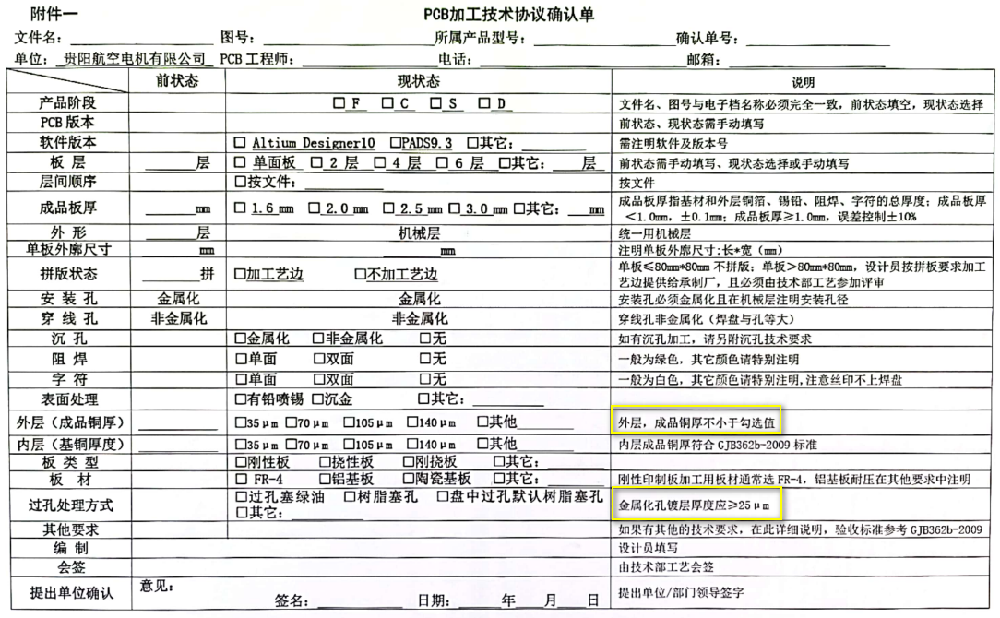 附件一
PCB加工技术协议确认单
文件名：
图号：
所属产品型号：
确认单号：
单位： 贵阳航空电机有限公司 PCB 工程师：
电话：
邮箱：
前状态
现状态
说明
产品阶段
□ F □ C □ S □ D
文件名、图号与电子档名称必须完全一致，前状态填空，现状态选择
PCB 版本
前状态、现状态需手动填写
软件版本
□ Altium Designer10 □PADS9.3 □其它：
需注明软件及版本号
板 层
层
□ 单面板 □ 2 层 □ 4 层 □ 6 层 □其它： 层
前状态需手动填写、现状态选择或手动填写
层间顺序
□按文件：
按文件
成品板厚
mm
□ 1.6 mm □ 2.0 mm □ 2.5 mm □ 3.0 mm □其它： mm
成品板厚指基材和外层铜箔、锡铅、阻焊、字符的总厚度；成品板厚
＜1.0mm，±0.1mm；成品板厚≥1.0mm，误差控制±10%
外 形
层
机械层
统一用机械层
单板外廓尺寸
mm
mm
注明单板外廓尺寸:长*宽（mm）
拼版状态
拼
□加工艺边 □不加工艺边
单板≤80mm*80mm 不拼版；单板＞80mm*80mm，设计员按拼板要求加工
艺边提供给承制厂，且必须由技术部工艺参加评审
安 装 孔
金属化
金属化
安装孔必须金属化且在机械层注明安装孔径
穿 线 孔
非金属化
非金属化
穿线孔非金属化（焊盘与孔等大）
沉 孔
□金属化 □非金属化 □无
如有沉孔加工，请另附沉孔技术要求
阻 焊
□单面 □双面 □无
一般为绿色，其它颜色请特别注明
字 符
□单面 □双面 □无
一般为白色，其它颜色请特别注明,注意丝印不上焊盘
表面处理
□有铅喷锡 □沉金 □其它：
外层（成品铜厚）
□35μm □70μm □105μm □140μm □其他
外层，成品铜厚不小于勾选值
内层（基铜厚度）
□35μm □70μm □105μm □140μm □其他
内层成品铜厚符合 GJB362b-2009 标准
板 类 型
□刚性板 □挠性板 □刚挠板 □其它：
板 材
□ FR-4 □铝基板 □陶瓷基板 □其它：
刚性印制板加工用板材通常选 FR-4，铝基板耐压在其他要求中注明
过孔处理方式
□过孔塞绿油 □树脂塞孔 □盘中过孔默认树脂塞孔
□其它：
金属化孔镀层厚度应≥25μm
其他要求
如果有其他的技术要求，在此详细说明，验收标准参考 GJB362b-2009
编 制
设计员填写
会签
由技术部工艺会签
提出单位确认
意见：
签名： 日期： 年 月 日
提出单位/部门领导签字